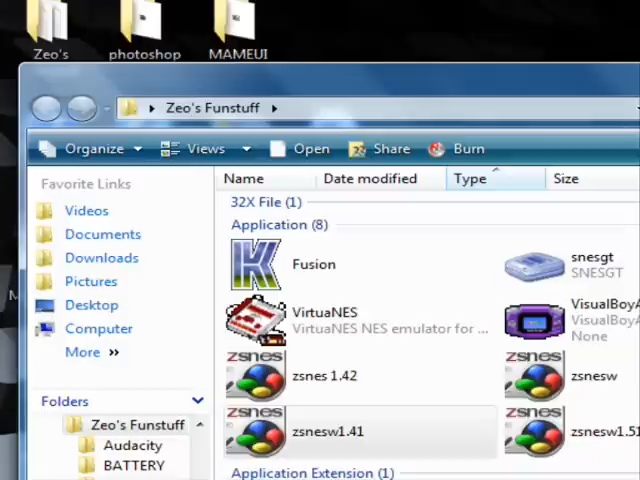 Zeo's photoshop MAMEUI
Zeo's Funstuff
Organize Views Open Share Burn
Favorite Links Name Date modified Type Size
Videos
Documents
Downloads
Pictures
Desktop
Computer
More
Folders
Zeo's Funstuff
Audacity
BATTERY
32X File (1)
Application (8)
Fusion
snesgt
SNESGT
VirtuaNES
VirtuaNES NES emulator for ...
VisualBoyA
VisualBoyA
None
zsnes
zsnes 1.42
zsnes
zsnesw
zsnes
zsnesw1.41
zsnes
zsnesw1.51
Application Extension (1)